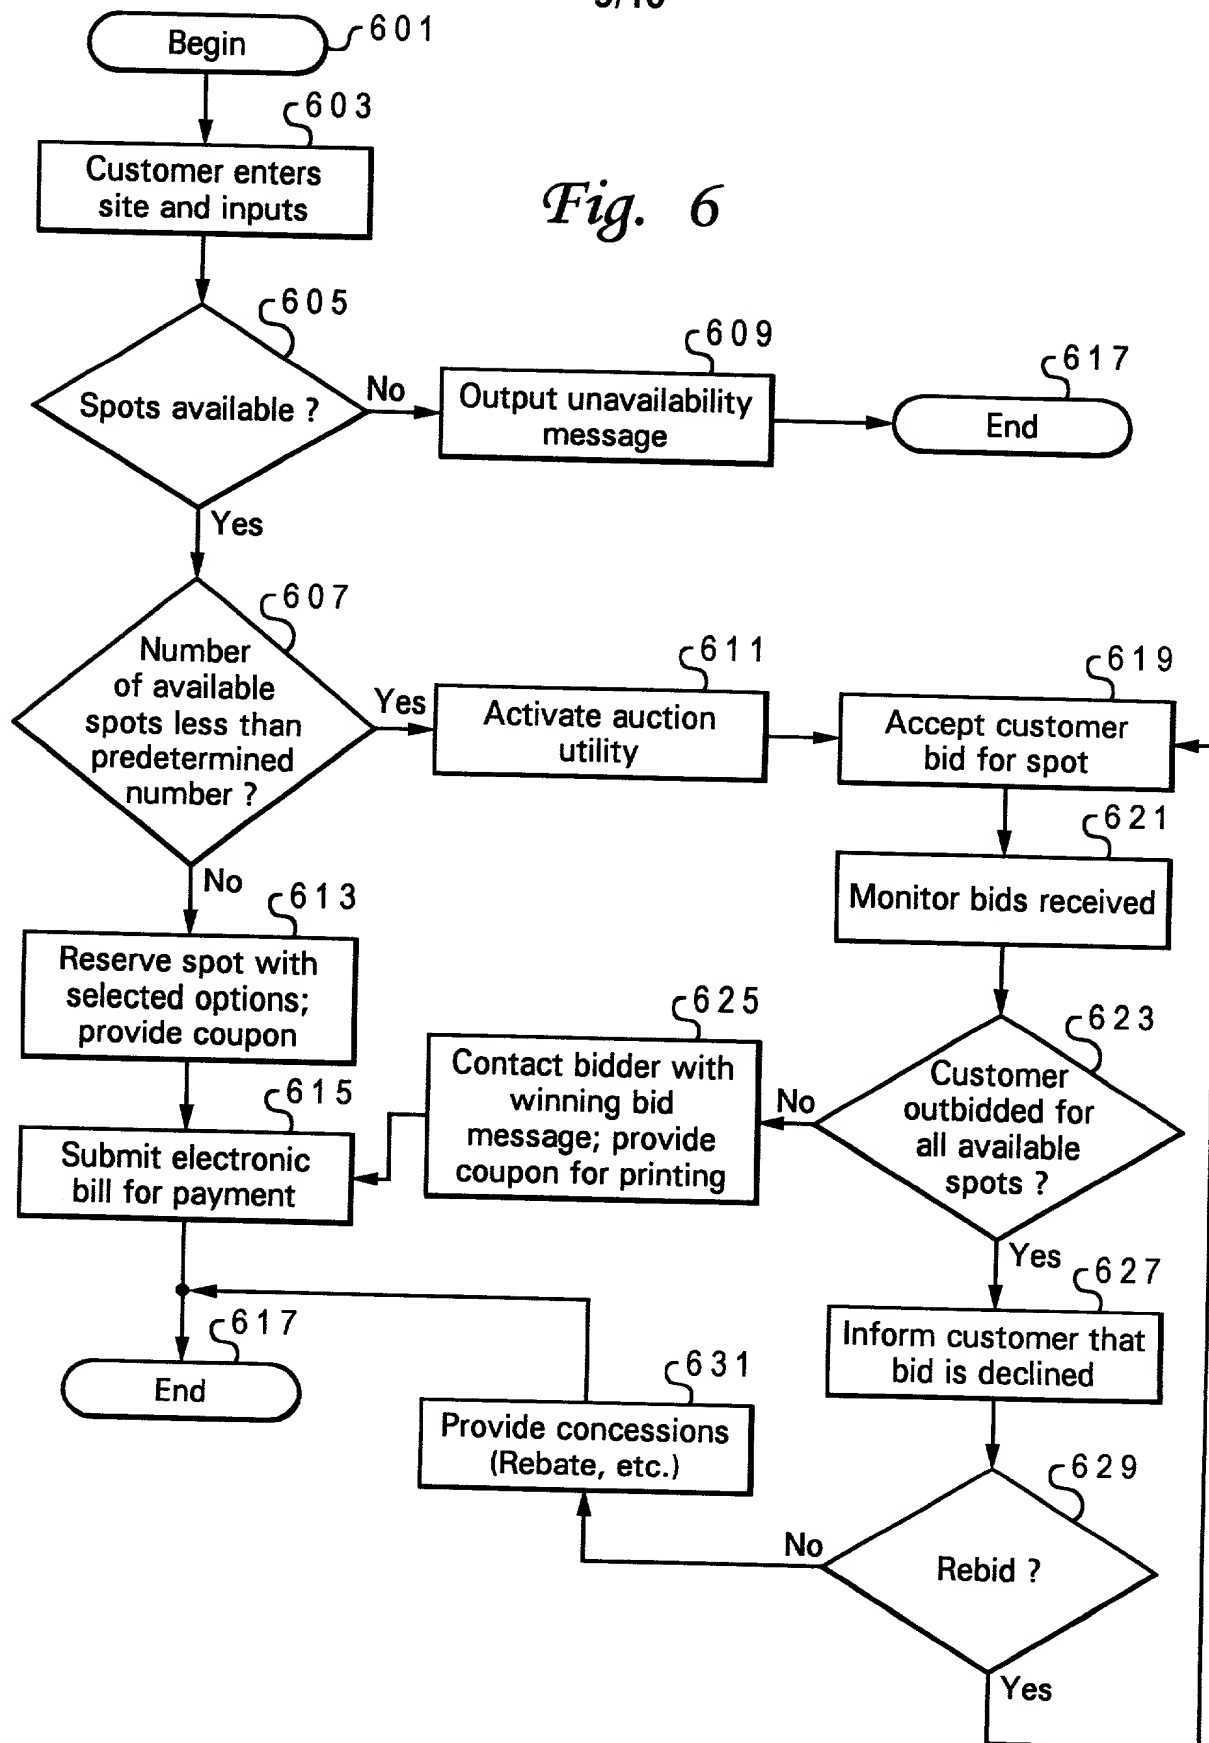 Begin
601
603
Customer enters
site and inputs
Fig. 6
605
Spots available ?
No
609
Output unavailability
message
617
End
Yes
607
Number
of available
spots less than
predetermined
number ?
Yes
611
Activate auction
utility
619
Accept customer
bid for spot
621
Monitor bids received
No
613
Reserve spot with
selected options;
provide coupon
625
Contact bidder with
winning bid
message; provide
coupon for printing
No
623
Customer
outbidded for
all available
spots ?
615
Submit electronic
bill for payment
Yes
627
Inform customer that
bid is declined
617
End
631
Provide concessions
(Rebate, etc.)
629
No
Rebid ?
Yes